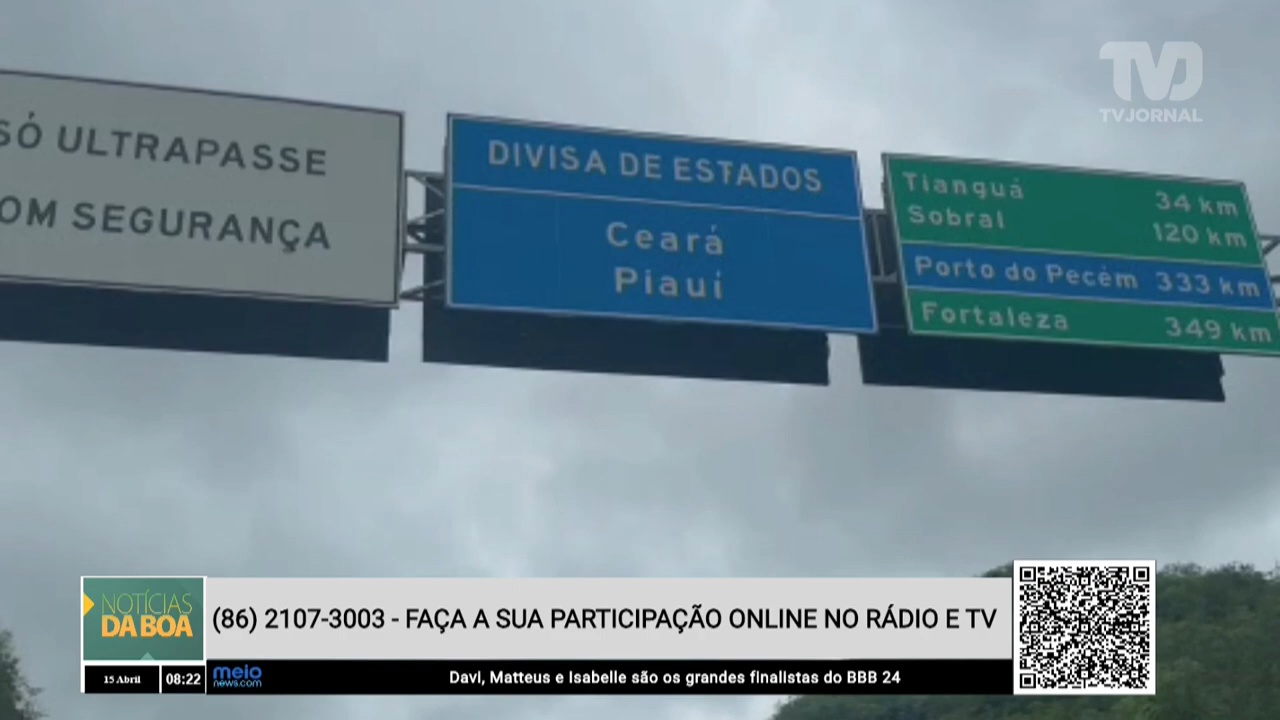 TVJ
TVJORNAL
SÓ ULTRAPASSE
OM SEGURANÇA
DIVISA DE ESTADOS
Ceará
Piauí
Tianguá 34 km
Sobral 120 km
Porto do Pecém 333 km
Fortaleza 349 km
NOTÍCIAS
DA BOA
(86) 2107-3003 - FAÇA A SUA PARTICIPAÇÃO ONLINE NO RÁDIO E TV
15 Abril 08:22
meio
news.com
Davi, Matteus e Isabelle são os grandes finalistas do BBB 24